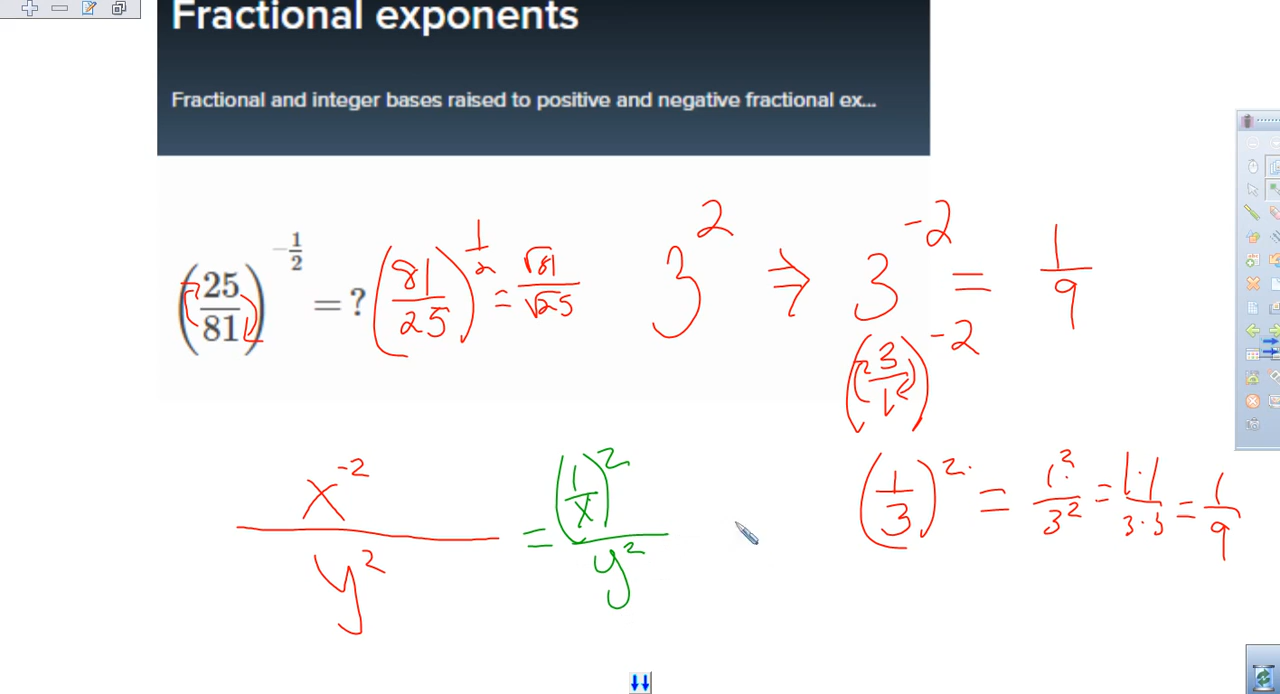 Fractional exponents
Fractional and integer bases raised to positive and negative fractional ex...
(25/81)^(-1/2) = ? (81/25)^(1/2) = √81/√25
3^2 ⇒ 3^(-2) = 1/9
(3/1)^(-2)
(1/3)^2 = 1^2/3^2 = 1·1/3·3 = 1/9
x^(-2)/y^2 = (1/x)^2/y^2